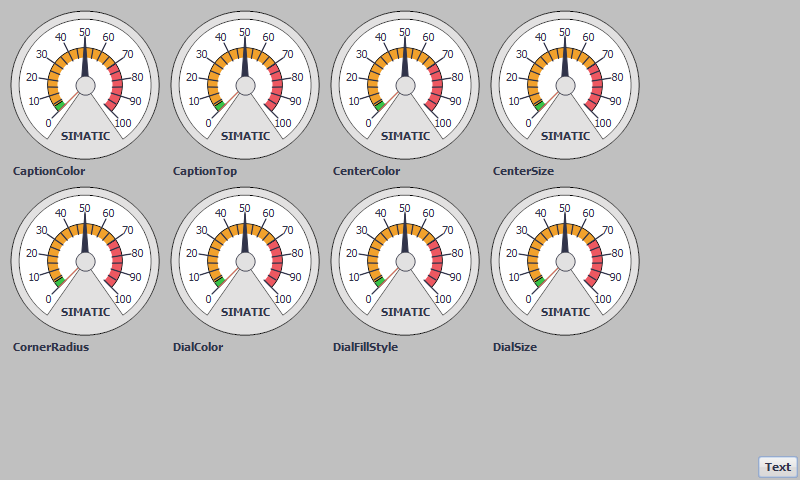 0 10 20 30 40 50 60 70 80 90 100 SIMATIC
0 10 20 30 40 50 60 70 80 90 100 SIMATIC
0 10 20 30 40 50 60 70 80 90 100 SIMATIC
0 10 20 30 40 50 60 70 80 90 100 SIMATIC
CaptionColor CaptionTop CenterColor CenterSize
0 10 20 30 40 50 60 70 80 90 100 SIMATIC
0 10 20 30 40 50 60 70 80 90 100 SIMATIC
0 10 20 30 40 50 60 70 80 90 100 SIMATIC
0 10 20 30 40 50 60 70 80 90 100 SIMATIC
CornerRadius DialColor DialFillStyle DialSize
Text